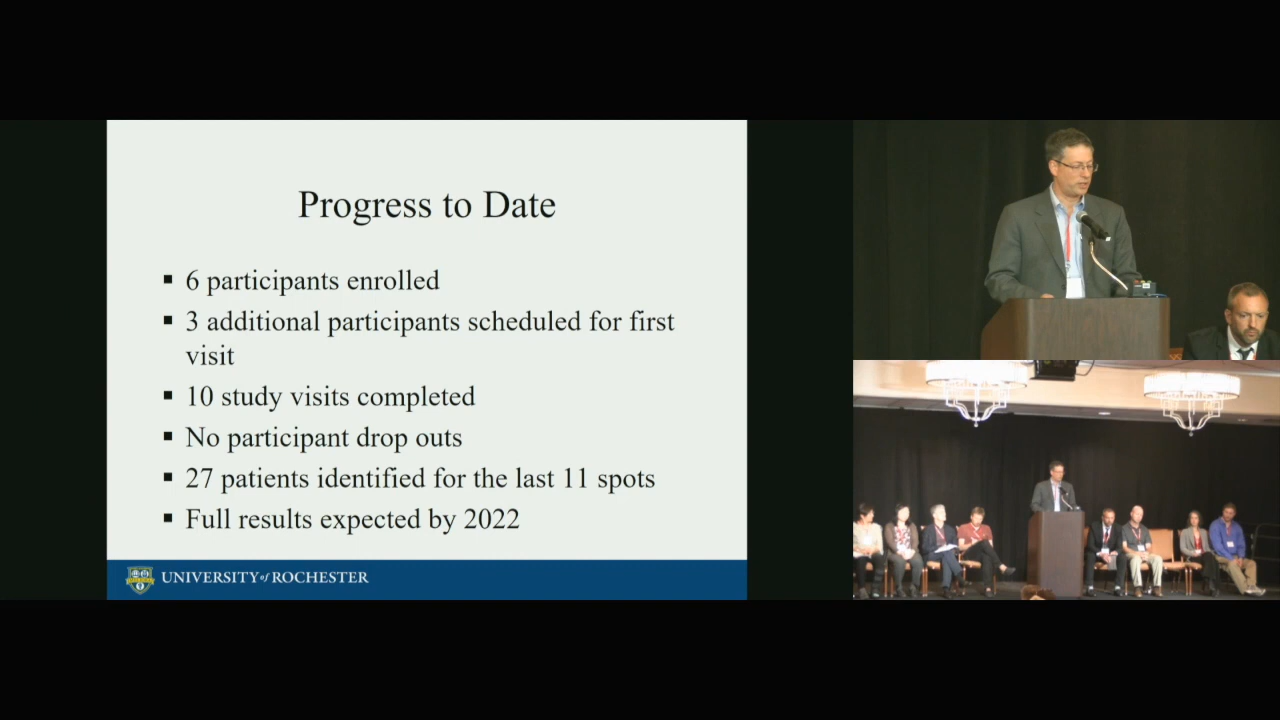 Progress to Date
6 participants enrolled
3 additional participants scheduled for first
visit
10 study visits completed
No participant drop outs
27 patients identified for the last 11 spots
Full results expected by 2022
UNIVERSITY of ROCHESTER